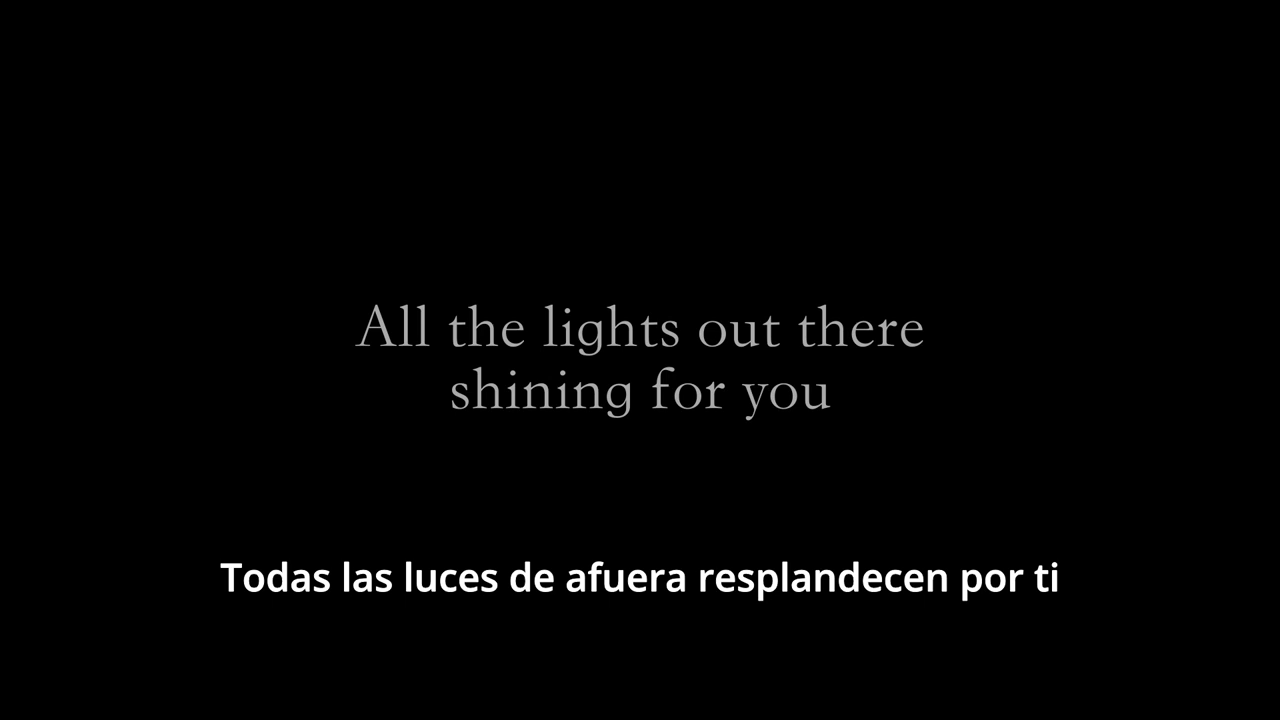 All the lights out there
shining for you
Todas las luces de afuera resplandecen por ti